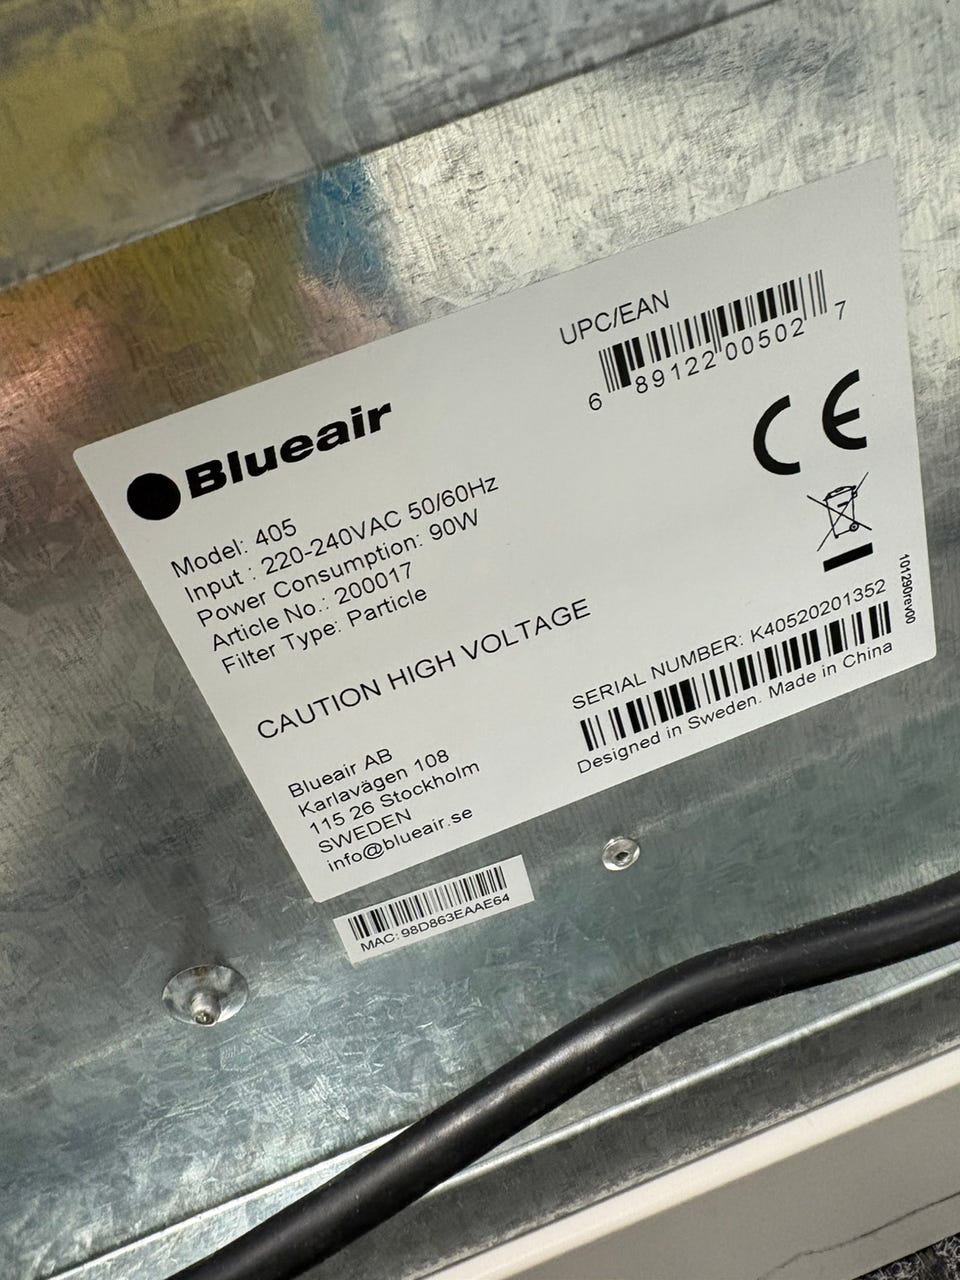 Blueair
UPC/EAN
6 89122 00502 7
CE
Model: 405
Input : 220-240VAC 50/60Hz
Power Consumption: 90W
Article No.: 200017
Filter Type: Particle
CAUTION HIGH VOLTAGE
101290rev00
SERIAL NUMBER: K40520201352
Designed in Sweden. Made in China
Blueair AB
Karlavägen 108
115 26 Stockholm
SWEDEN
info@blueair.se
MAC: 98D863EAAE64